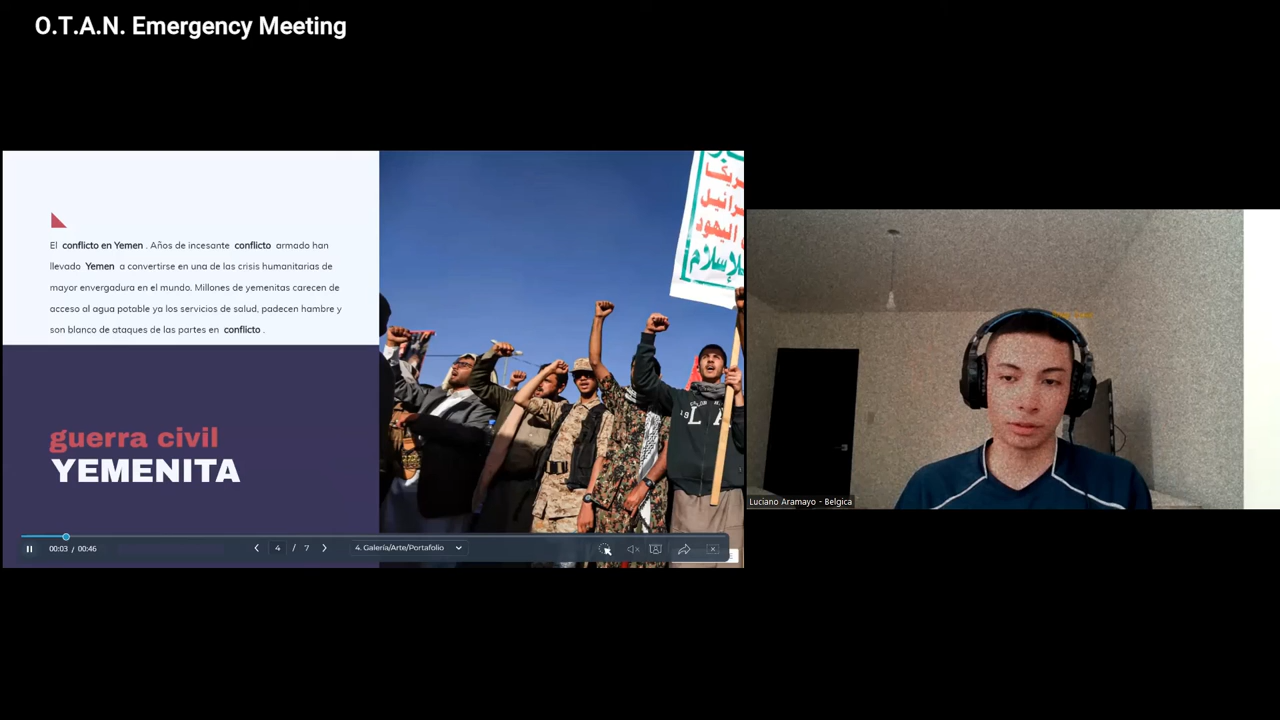 O.T.A.N. Emergency Meeting
El conflicto en Yemen . Años de incesante conflicto armado han
llevado Yemen a convertirse en una de las crisis humanitarias de
mayor envergadura en el mundo. Millones de yemenitas carecen de
acceso al agua potable ya los servicios de salud, padecen hambre y
son blanco de ataques de las partes en conflicto .
guerra civil
YEMENITA
اليهود
00:03 / 00:46
4 / 7
4. Galería/Arte/Portafolio
Luciano Aramayo - Belgica